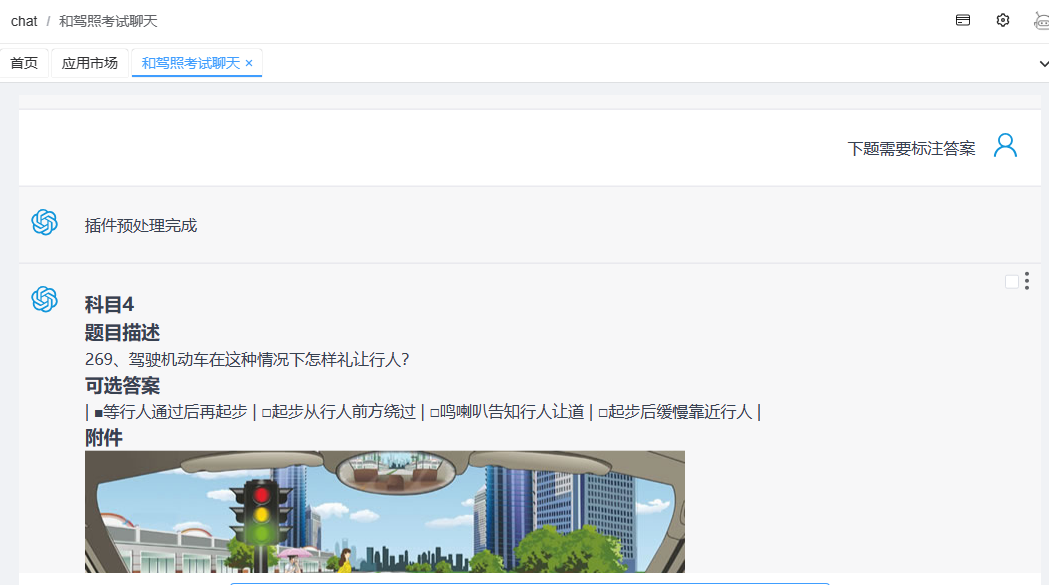 chat / 和驾照考试聊天
首页 应用市场 和驾照考试聊天 ×
下题需要标注答案
插件预处理完成
科目4
题目描述
269、驾驶机动车在这种情况下怎样礼让行人?
可选答案
| ■等行人通过后再起步 | □起步从行人前方绕过 | □鸣喇叭告知行人让道 | □起步后缓慢靠近行人 |
附件